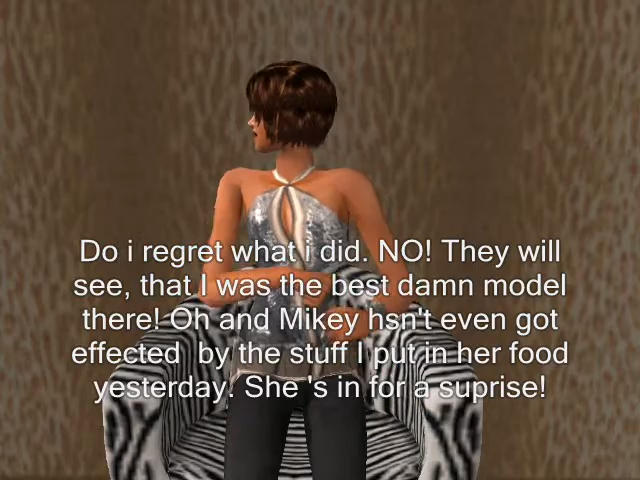 Do i regret what i did. NO! They will
see, that I was the best damn model
there! Oh and Mikey hsn't even got
effected  by the stuff I put in her food
yesterday. She 's in for a suprise!